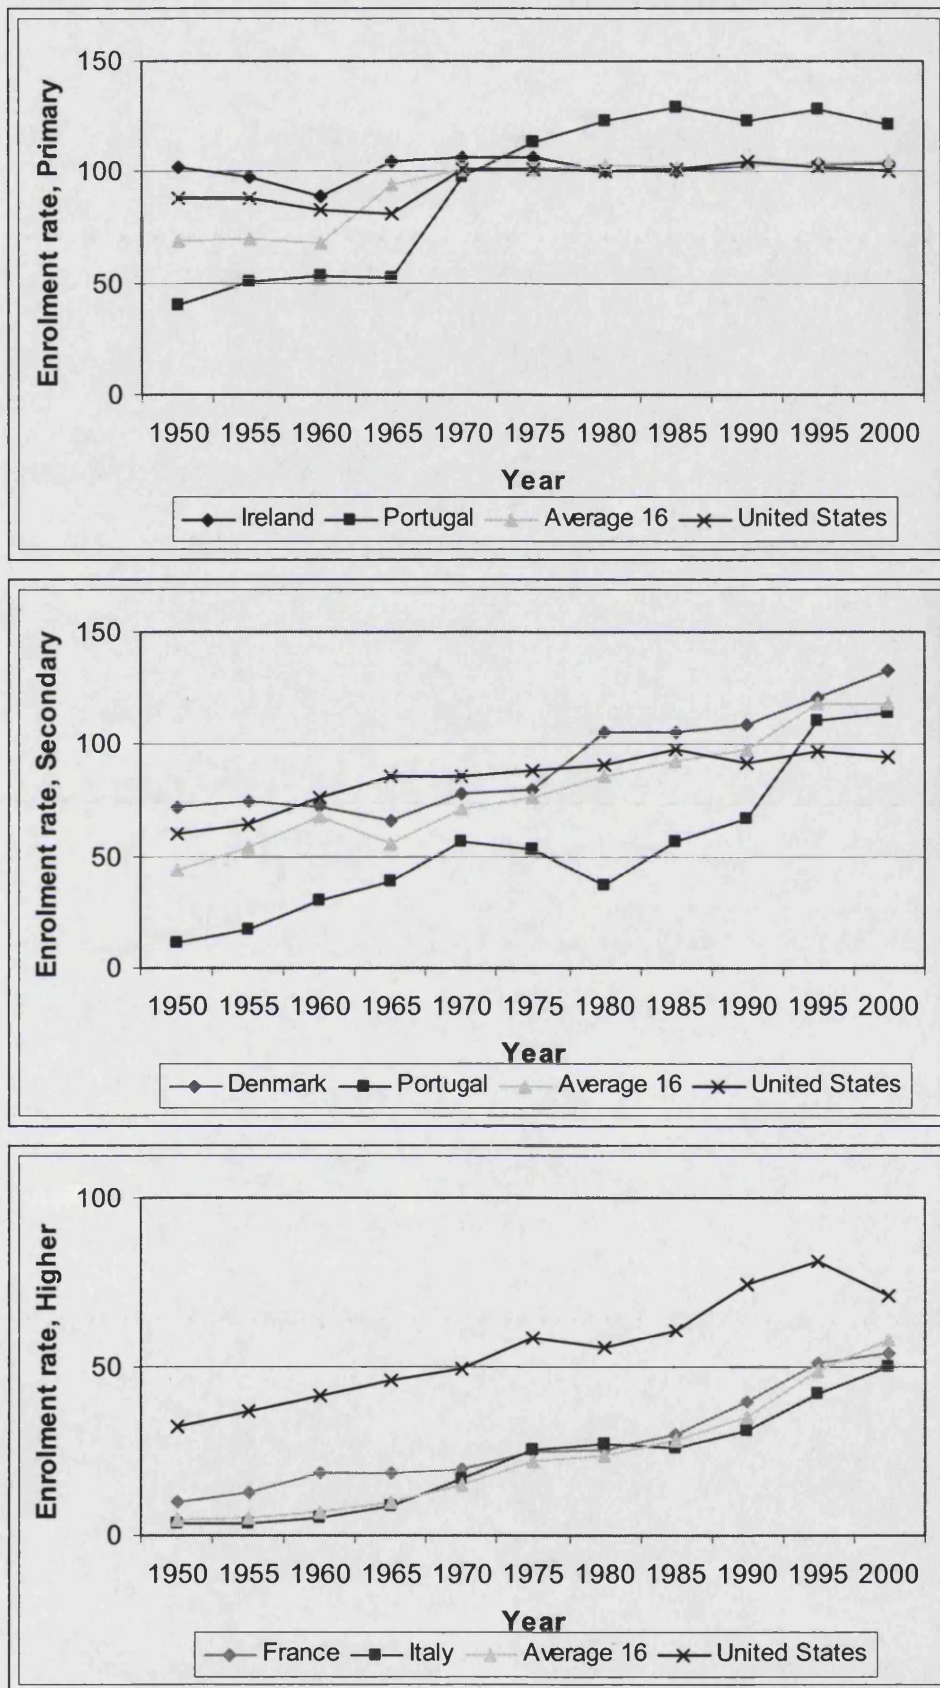 150
100
50
0
Enrolment rate, Primary
1950 1955 1960 1965 1970 1975 1980 1985 1990 1995 2000
Year
Ireland Portugal Average 16 United States
150
100
50
0
Enrolment rate, Secondary
1950 1955 1960 1965 1970 1975 1980 1985 1990 1995 2000
Year
Denmark Portugal Average 16 United States
100
50
0
Enrolment rate, Higher
1950 1955 1960 1965 1970 1975 1980 1985 1990 1995 2000
Year
France Italy Average 16 United States